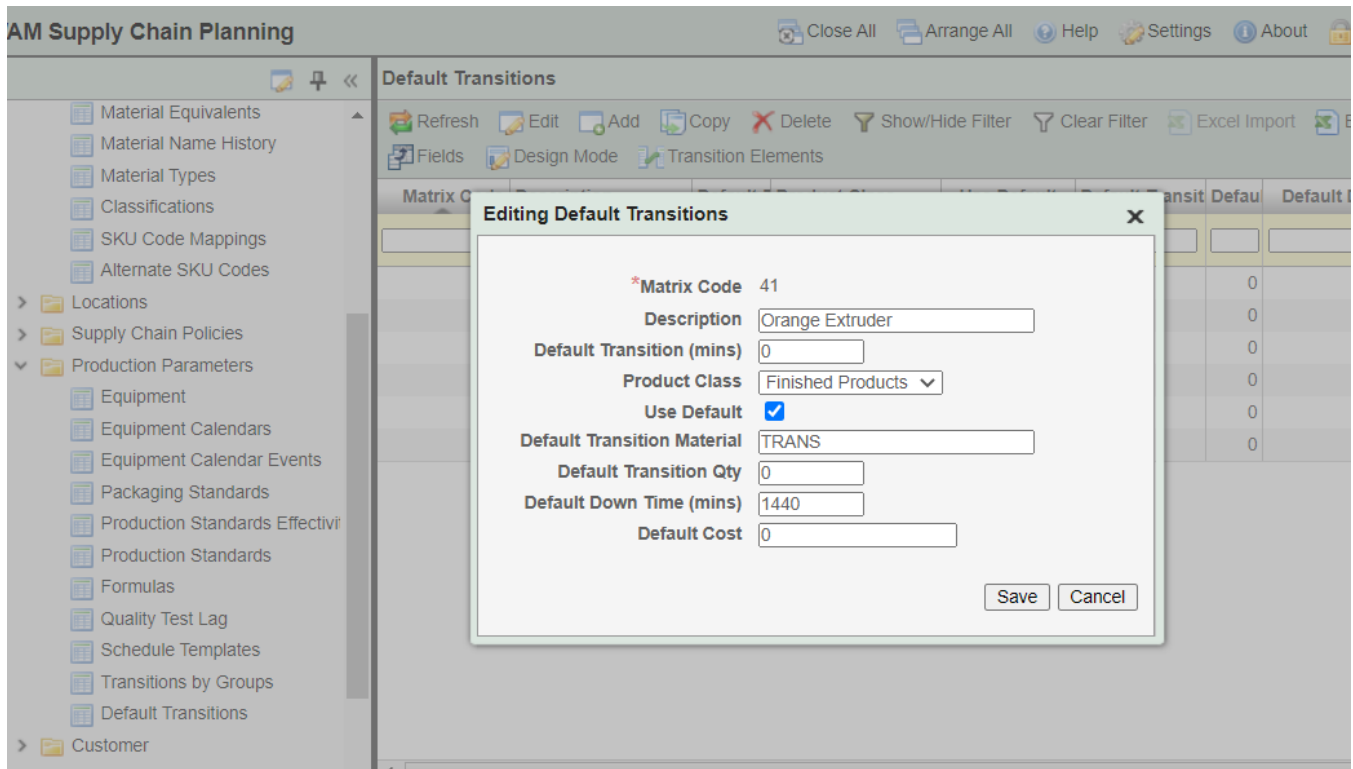 AM Supply Chain Planning
Close All Arrange All Help Settings About
Default Transitions
Refresh Edit Add Copy Delete Show/Hide Filter Clear Filter Excel Import
Fields Design Mode Transition Elements
Material Equivalents
Material Name History
Material Types
Classifications
SKU Code Mappings
Alternate SKU Codes
Locations
Supply Chain Policies
Production Parameters
Equipment
Equipment Calendars
Equipment Calendar Events
Packaging Standards
Production Standards Effectivi
Production Standards
Formulas
Quality Test Lag
Schedule Templates
Transitions by Groups
Default Transitions
Customer
Matrix C ansit Defaul Default
0
0
0
0
0
0
Editing Default Transitions
*Matrix Code 41
Description Orange Extruder
Default Transition (mins) 0
Product Class Finished Products
Use Default
Default Transition Material TRANS
Default Transition Qty 0
Default Down Time (mins) 1440
Default Cost 0
Save Cancel